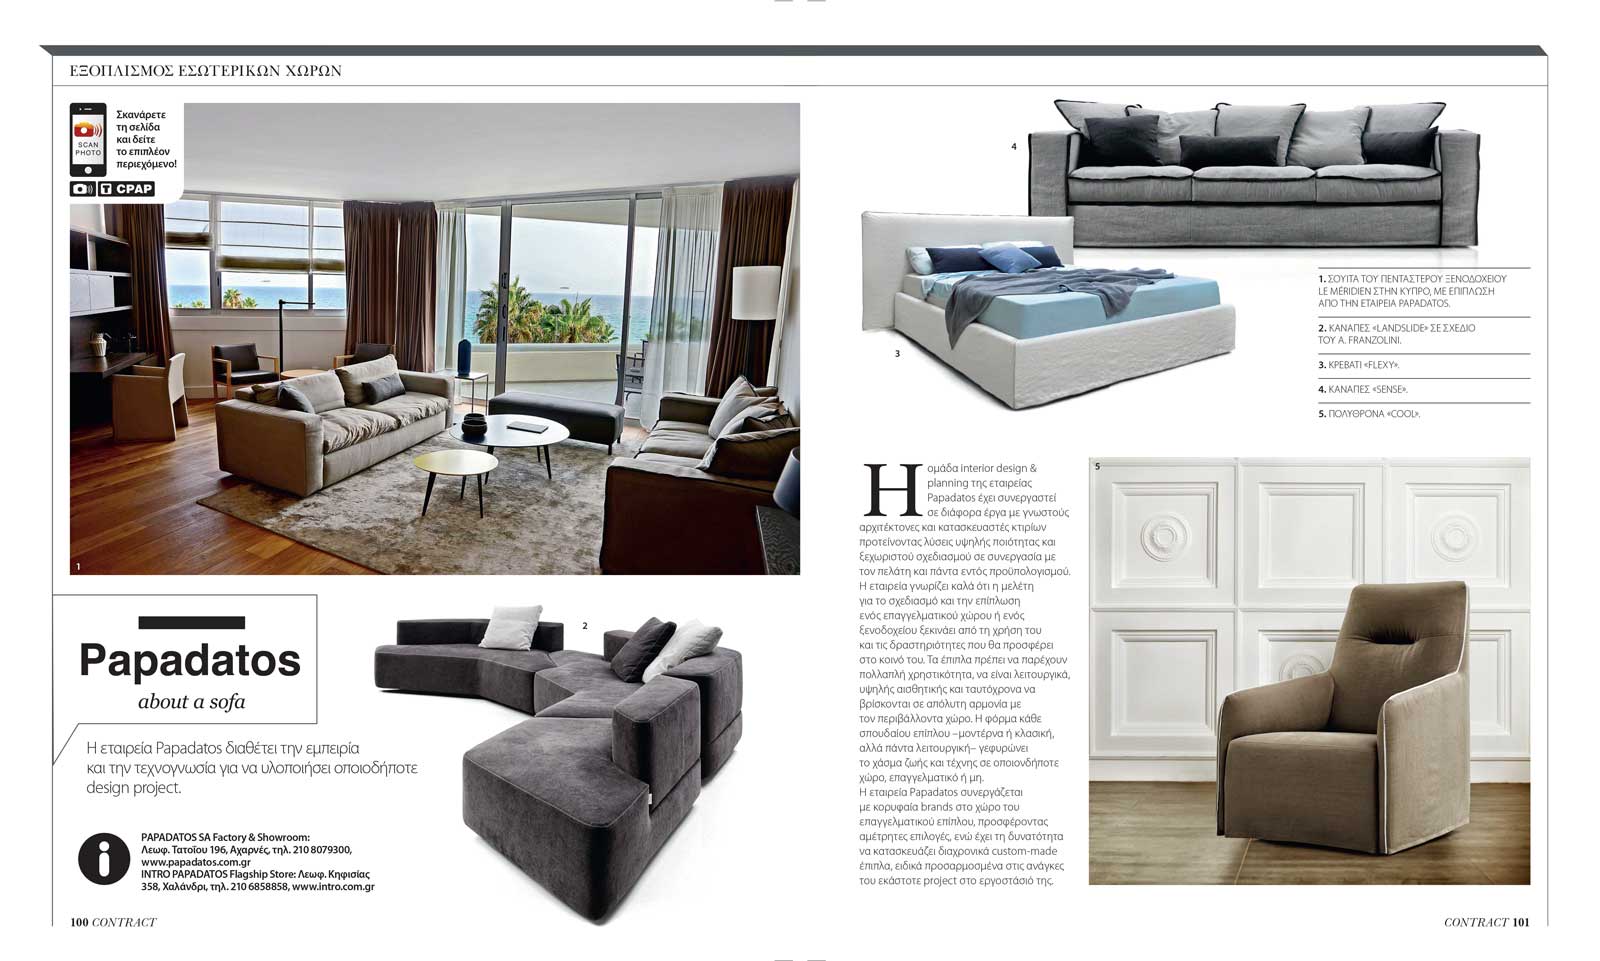 ΕΞΟΠΛΙΣΜΟΣ ΕΣΩΤΕΡΙΚΩΝ ΧΩΡΩΝ
SCAN
PHOTO
Σκανάρετε
τη σελίδα
και δείτε
το επιπλέον
περιεχόμενο!
T CPAP
1
Papadatos
about a sofa
Η εταιρεία Papadatos διαθέτει την εμπειρία
και την τεχνογνωσία για να υλοποιήσει οποιοδήποτε
design project.
i
PAPADATOS SA Factory & Showroom:
Λεωφ. Τατοΐου 196, Αχαρνές, τηλ. 210 8079300,
www.papadatos.com.gr
INTRO PAPADATOS Flagship Store: Λεωφ. Κηφισίας
358, Χαλάνδρι, τηλ. 210 6858858, www.intro.com.gr
2
100 CONTRACT
4
3
1. ΣΟΥΙΤΑ ΤΟΥ ΠΕΝΤΑΣΤΕΡΟΥ ΞΕΝΟΔΟΧΕΙΟΥ
LE MÉRIDIEN ΣΤΗΝ ΚΥΠΡΟ, ΜΕ ΕΠΙΠΛΩΣΗ
ΑΠΟ ΤΗΝ ΕΤΑΙΡΕΙΑ PAPADATOS.
2. ΚΑΝΑΠΕΣ «LANDSLIDE» ΣΕ ΣΧΕΔΙΟ
ΤΟΥ A. FRANZOLINI.
3. ΚΡΕΒΑΤΙ «FLEXY».
4. ΚΑΝΑΠΕΣ «SENSE».
5. ΠΟΛΥΘΡΟΝΑ «COOL».
Η ομάδα interior design &
planning της εταιρείας
Papadatos έχει συνεργαστεί
σε διάφορα έργα με γνωστούς
αρχιτέκτονες και κατασκευαστές κτιρίων
προτείνοντας λύσεις υψηλής ποιότητας και
ξεχωριστού σχεδιασμού σε συνεργασία με
τον πελάτη και πάντα εντός προϋπολογισμού.
Η εταιρεία γνωρίζει καλά ότι η μελέτη
για το σχεδιασμό και την επίπλωση
ενός επαγγελματικού χώρου ή ενός
ξενοδοχείου ξεκινάει από τη χρήση του
και τις δραστηριότητες που θα προσφέρει
στο κοινό του. Τα έπιπλα πρέπει να παρέχουν
πολλαπλή χρηστικότητα, να είναι λειτουργικά,
υψηλής αισθητικής και ταυτόχρονα να
βρίσκονται σε απόλυτη αρμονία με
τον περιβάλλοντα χώρο. Η φόρμα κάθε
σπουδαίου επίπλου –μοντέρνα ή κλασική,
αλλά πάντα λειτουργική– γεφυρώνει
το χάσμα ζωής και τέχνης σε οποιονδήποτε
χώρο, επαγγελματικό ή μη.
Η εταιρεία Papadatos συνεργάζεται
με κορυφαία brands στο χώρο του
επαγγελματικού επίπλου, προσφέροντας
αμέτρητες επιλογές, ενώ έχει τη δυνατότητα
να κατασκευάζει διαχρονικά custom-made
έπιπλα, ειδικά προσαρμοσμένα στις ανάγκες
του εκάστοτε project στο εργοστάσιό της.
5
CONTRACT 101